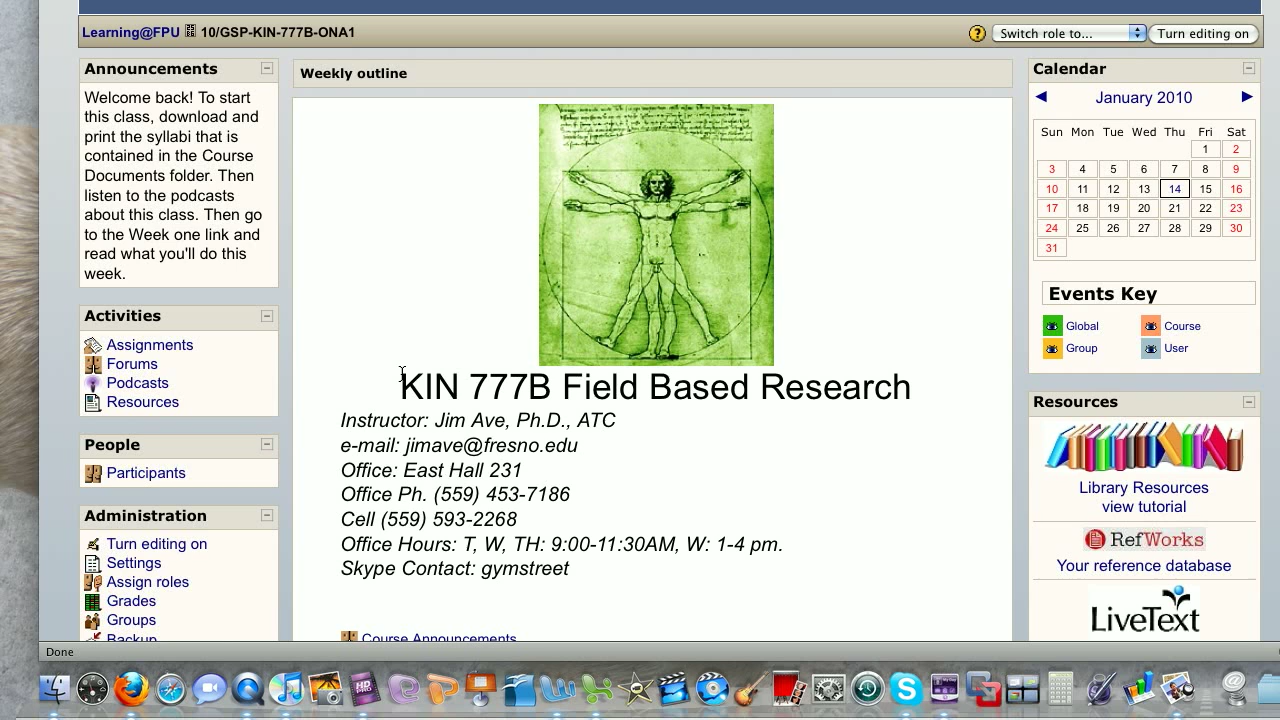 Learning@FPU 10/GSP-KIN-777B-ONA1
? Switch role to... Turn editing on
Announcements
Welcome back! To start
this class, download and
print the syllabi that is
contained in the Course
Documents folder. Then
listen to the podcasts
about this class. Then go
to the Week one link and
read what you'll do this
week.
Activities
Assignments
Forums
Podcasts
Resources
People
Participants
Administration
Turn editing on
Settings
Assign roles
Grades
Groups
Backup
Weekly outline
KIN 777B Field Based Research
Instructor: Jim Ave, Ph.D., ATC
e-mail: jimave@fresno.edu
Office: East Hall 231
Office Ph. (559) 453-7186
Cell (559) 593-2268
Office Hours: T, W, TH: 9:00-11:30AM, W: 1-4 pm.
Skype Contact: gymstreet
Course Announcements
Calendar
January 2010
Sun Mon Tue Wed Thu Fri Sat
1 2
3 4 5 6 7 8 9
10 11 12 13 14 15 16
17 18 19 20 21 22 23
24 25 26 27 28 29 30
31
Events Key
Global Course
Group User
Resources
Library Resources
view tutorial
RefWorks
Your reference database
LiveText
Done